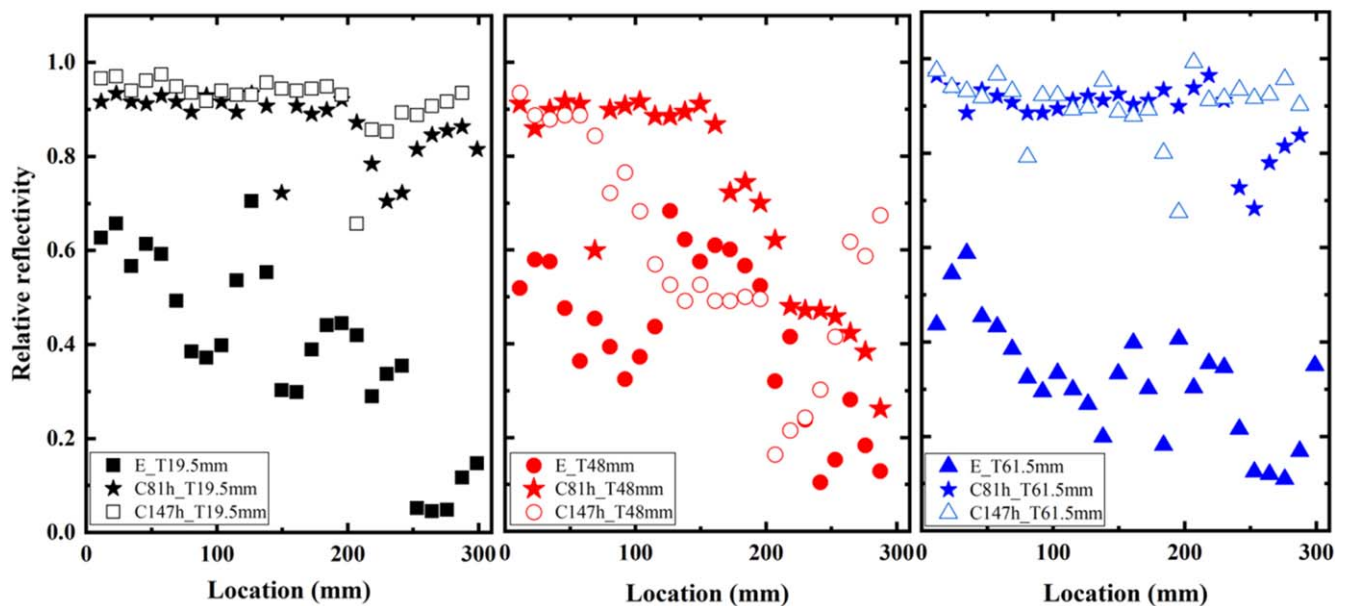 Relative reflectivity
1.0
0.8
0.6
0.4
0.2
0.0
E_T19.5mm
C81h_T19.5mm
C147h_T19.5mm
0 100 200 300
Location (mm)
E_T48mm
C81h_T48mm
C147h_T48mm
0 100 200 300
Location (mm)
E_T61.5mm
C81h_T61.5mm
C147h_T61.5mm
0 100 200 300
Location (mm)